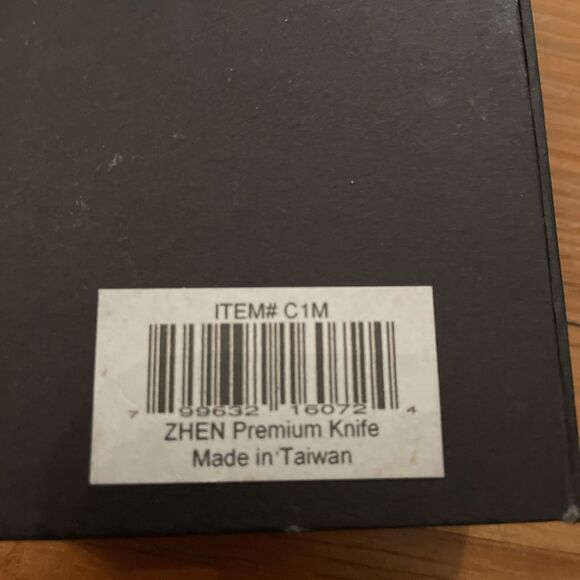 ITEM# C1M
7 99632 16072 4
ZHEN Premium Knife
Made in Taiwan